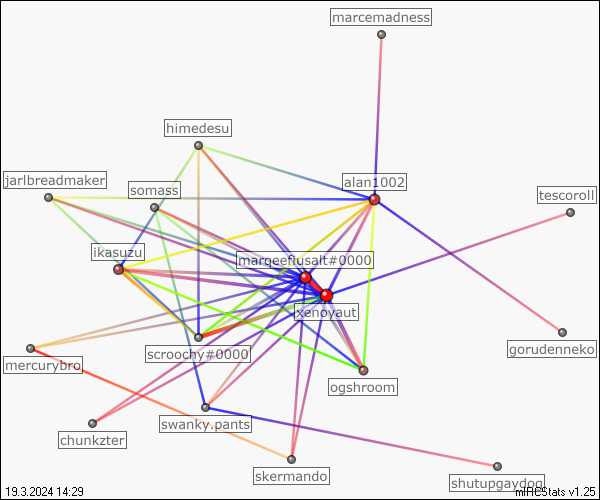 marcemadness
himedesu
jarlbreadmaker
somass
alan1002
tescoroll
ikasuzu
marqeeflusalt#0000
xenoyaut
scroochy#0000
gorudenneko
mercurybro
ogshroom
swanky.pants
chunkzter
skermando
shutupgaydog
19.3.2024 14:29
mIRCStats v1.25